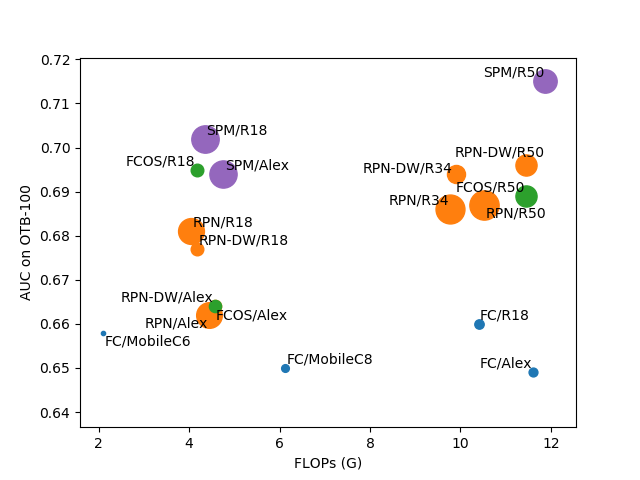 0.72
SPM/R50
0.71
SPM/R18
0.70
RPN-DW/R50
FCOS/R18
SPM/Alex
RPN-DW/R34
FCOS/R50
0.69
RPN/R34
RPN/R50
RPN/R18
0.68
RPN-DW/R18
AUC on OTB-100
0.67
RPN-DW/Alex
RPN/Alex
FCOS/Alex
FC/R18
0.66
FC/MobileC6
FC/MobileC8
FC/Alex
0.65
0.64
2
4
6
8
10
12
FLOPs (G)